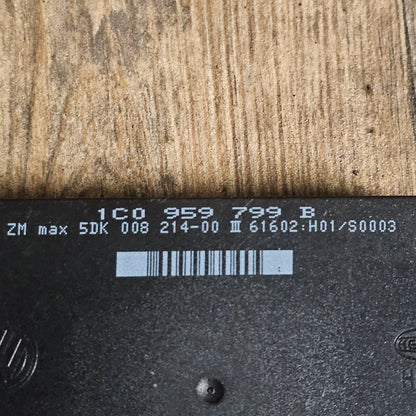 1C0 959 799 B
ZM max 5DK 008 214-00 III 61602:H01/S0003